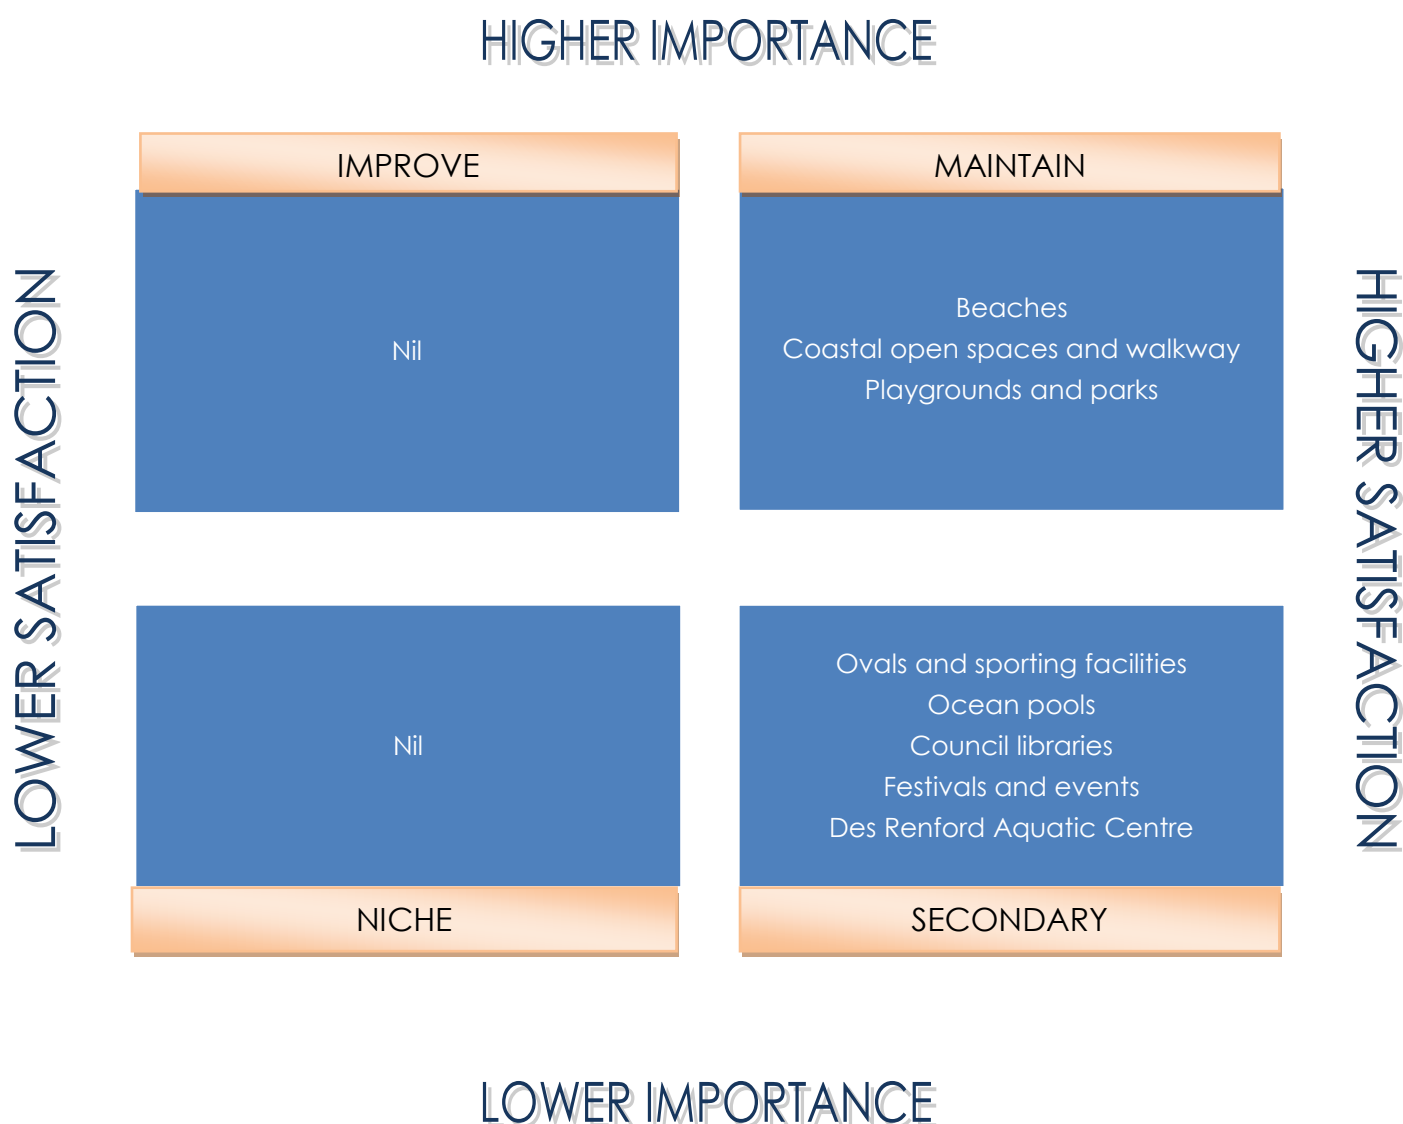 HIGHER IMPORTANCE
IMPROVE
MAINTAIN
LOWER SATISFACTION
Nil
Beaches
Coastal open spaces and walkway
Playgrounds and parks
HIGHER SATISFACTION
Nil
Ovals and sporting facilities
Ocean pools
Council libraries
Festivals and events
Des Renford Aquatic Centre
NICHE
SECONDARY
LOWER IMPORTANCE